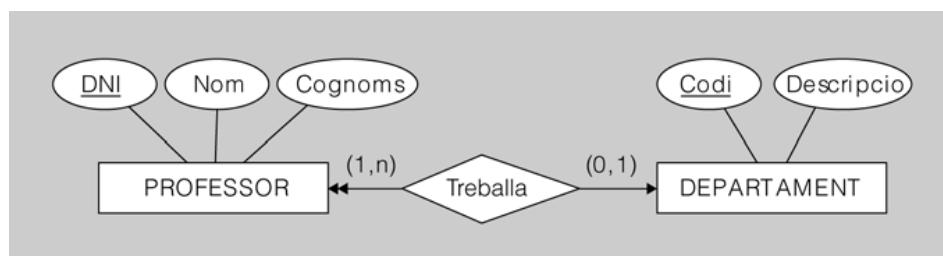 DNI Nom Cognoms Codi Descripcio
(1,n) (0,1)
PROFESSOR Treballa DEPARTAMENT